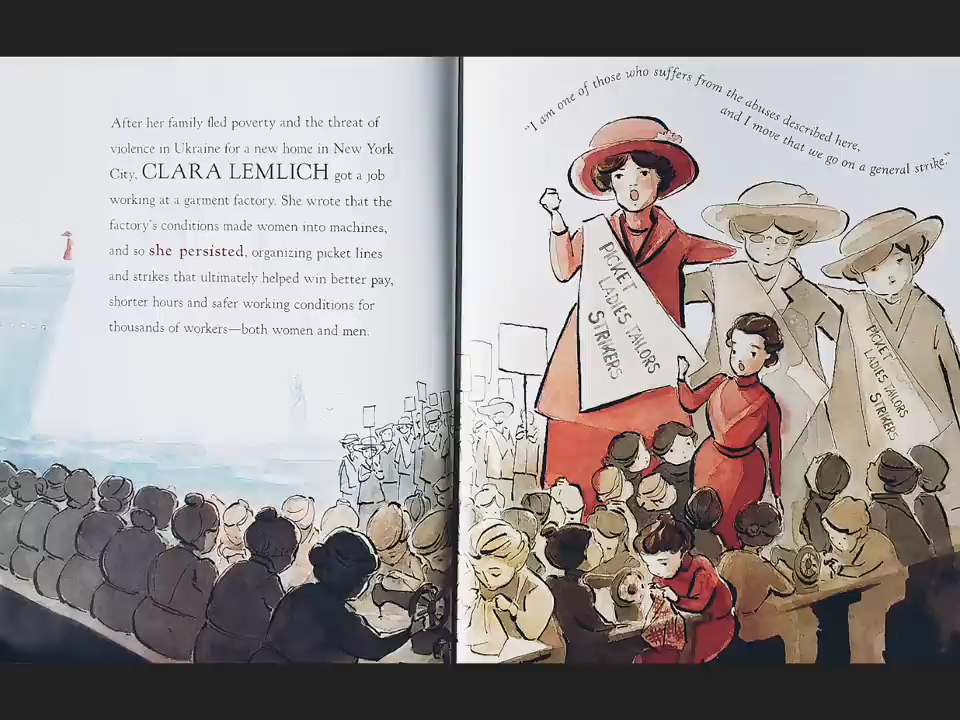 After her family fled poverty and the threat of
violence in Ukraine for a new home in New York
City, CLARA LEMLICH got a job
working at a garment factory. She wrote that the
factory's conditions made women into machines,
and so she persisted, organizing picket lines
and strikes that ultimately helped win better pay,
shorter hours and safer working conditions for
thousands of workers—both women and men.
"I am one of those who suffers from the abuses described here,
and I move that we go on a general strike."
PICKET
LADIES TAILORS
STRIKERS
PICKET
LADIES TAILORS
STRIKERS